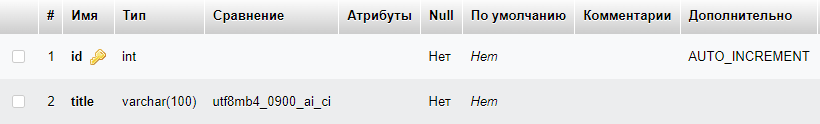 # Имя Тип Сравнение Атрибуты Null По умолчанию Комментарии Дополнительно
1 id int Нет Нет AUTO_INCREMENT
2 title varchar(100) utf8mb4_0900_ai_ci Нет Нет